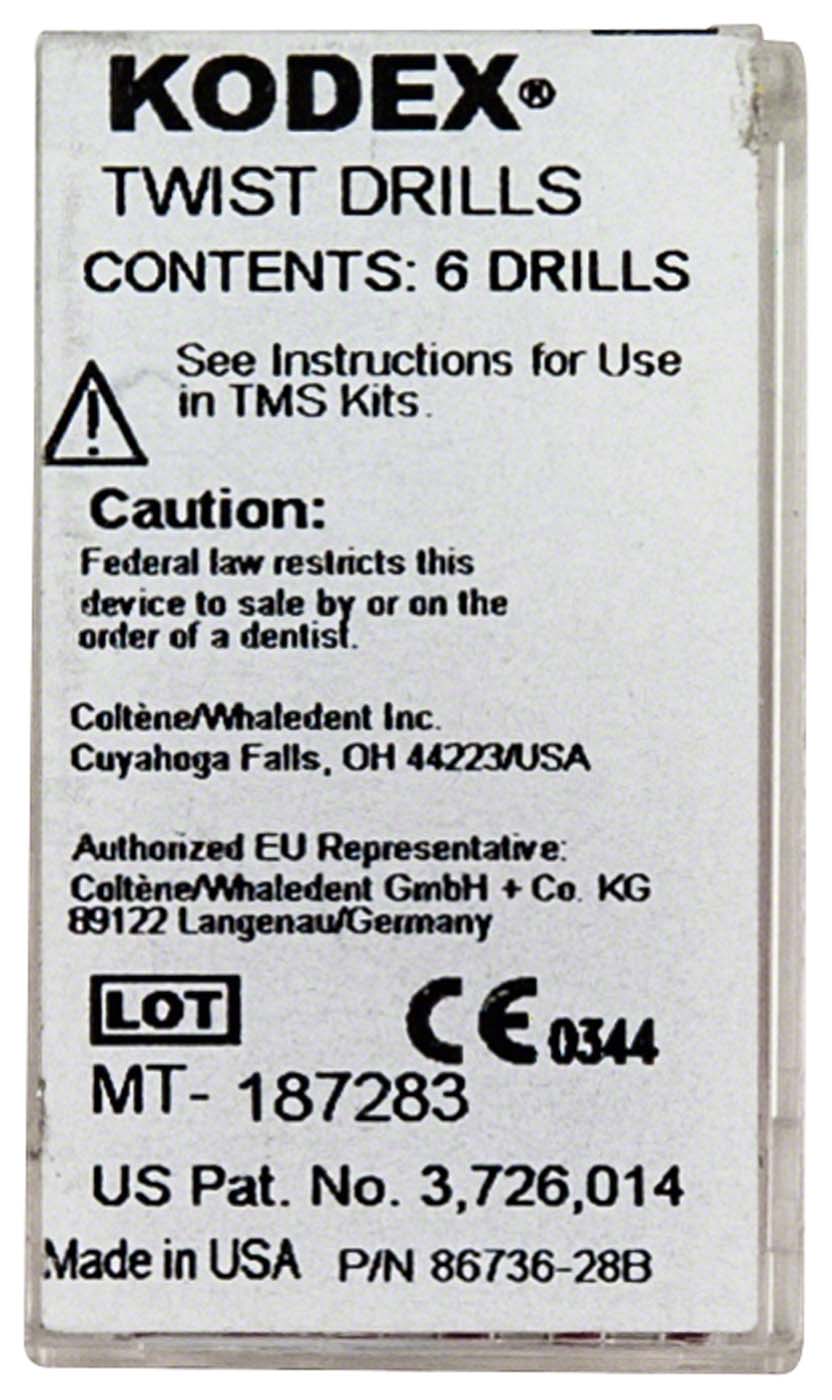 KODEX®
TWIST DRILLS
CONTENTS: 6 DRILLS
See Instructions for Use
in TMS Kits.
Caution:
Federal law restricts this
device to sale by or on the
order of a dentist.
Coltène/Whaledent Inc.
Cuyahoga Falls, OH 44223/USA
Authorized EU Representative:
Coltène/Whaledent GmbH + Co. KG
89122 Langenau/Germany
LOT
CE 0344
MT- 187283
US Pat. No. 3,726,014
Made in USA P/N 86736-28B